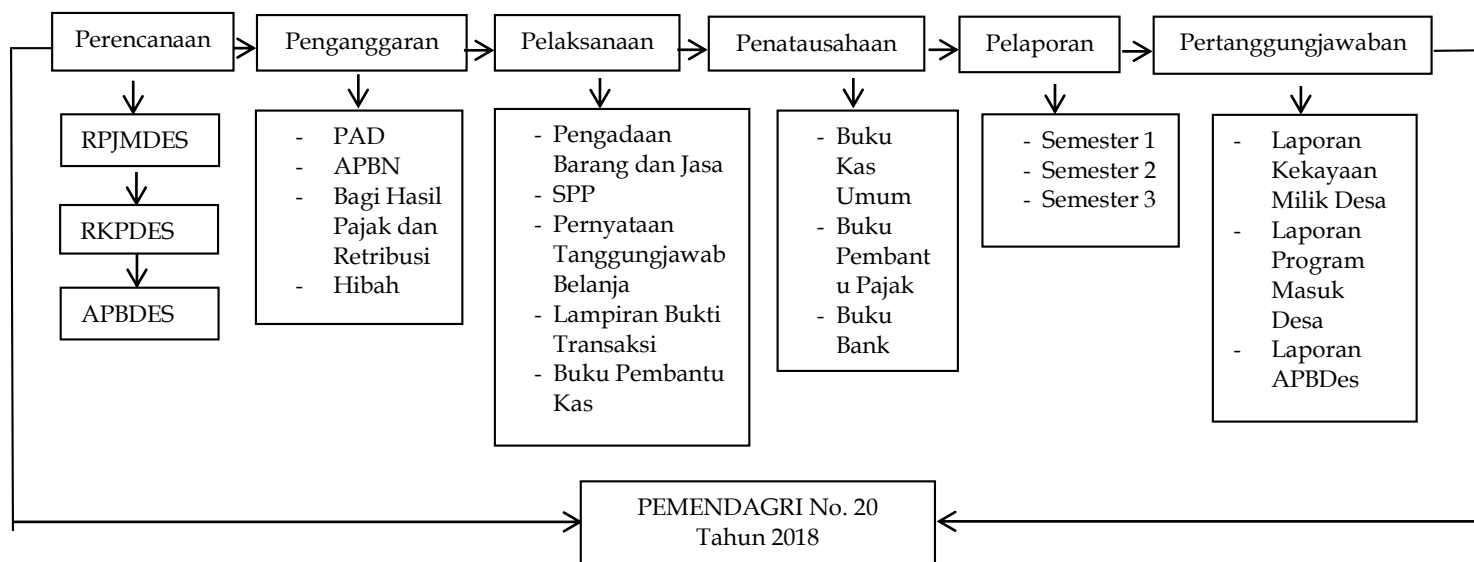 Perencanaan
Penganggaran
Pelaksanaan
Penatausahaan
Pelaporan
Pertanggungjawaban
RPJMDES
RKPDES
APBDES
- PAD
- APBN
- Bagi Hasil
Pajak dan
Retribusi
- Hibah
- Pengadaan
Barang dan Jasa
- SPP
- Pernyataan
Tanggungjawab
Belanja
- Lampiran Bukti
Transaksi
- Buku Pembantu
Kas
- Buku
Kas
Umum
- Buku
Pembant
u Pajak
- Buku
Bank
- Semester 1
- Semester 2
- Semester 3
- Laporan
Kekayaan
Milik Desa
- Laporan
Program
Masuk
Desa
- Laporan
APBDes
PEMENDAGRI No. 20
Tahun 2018